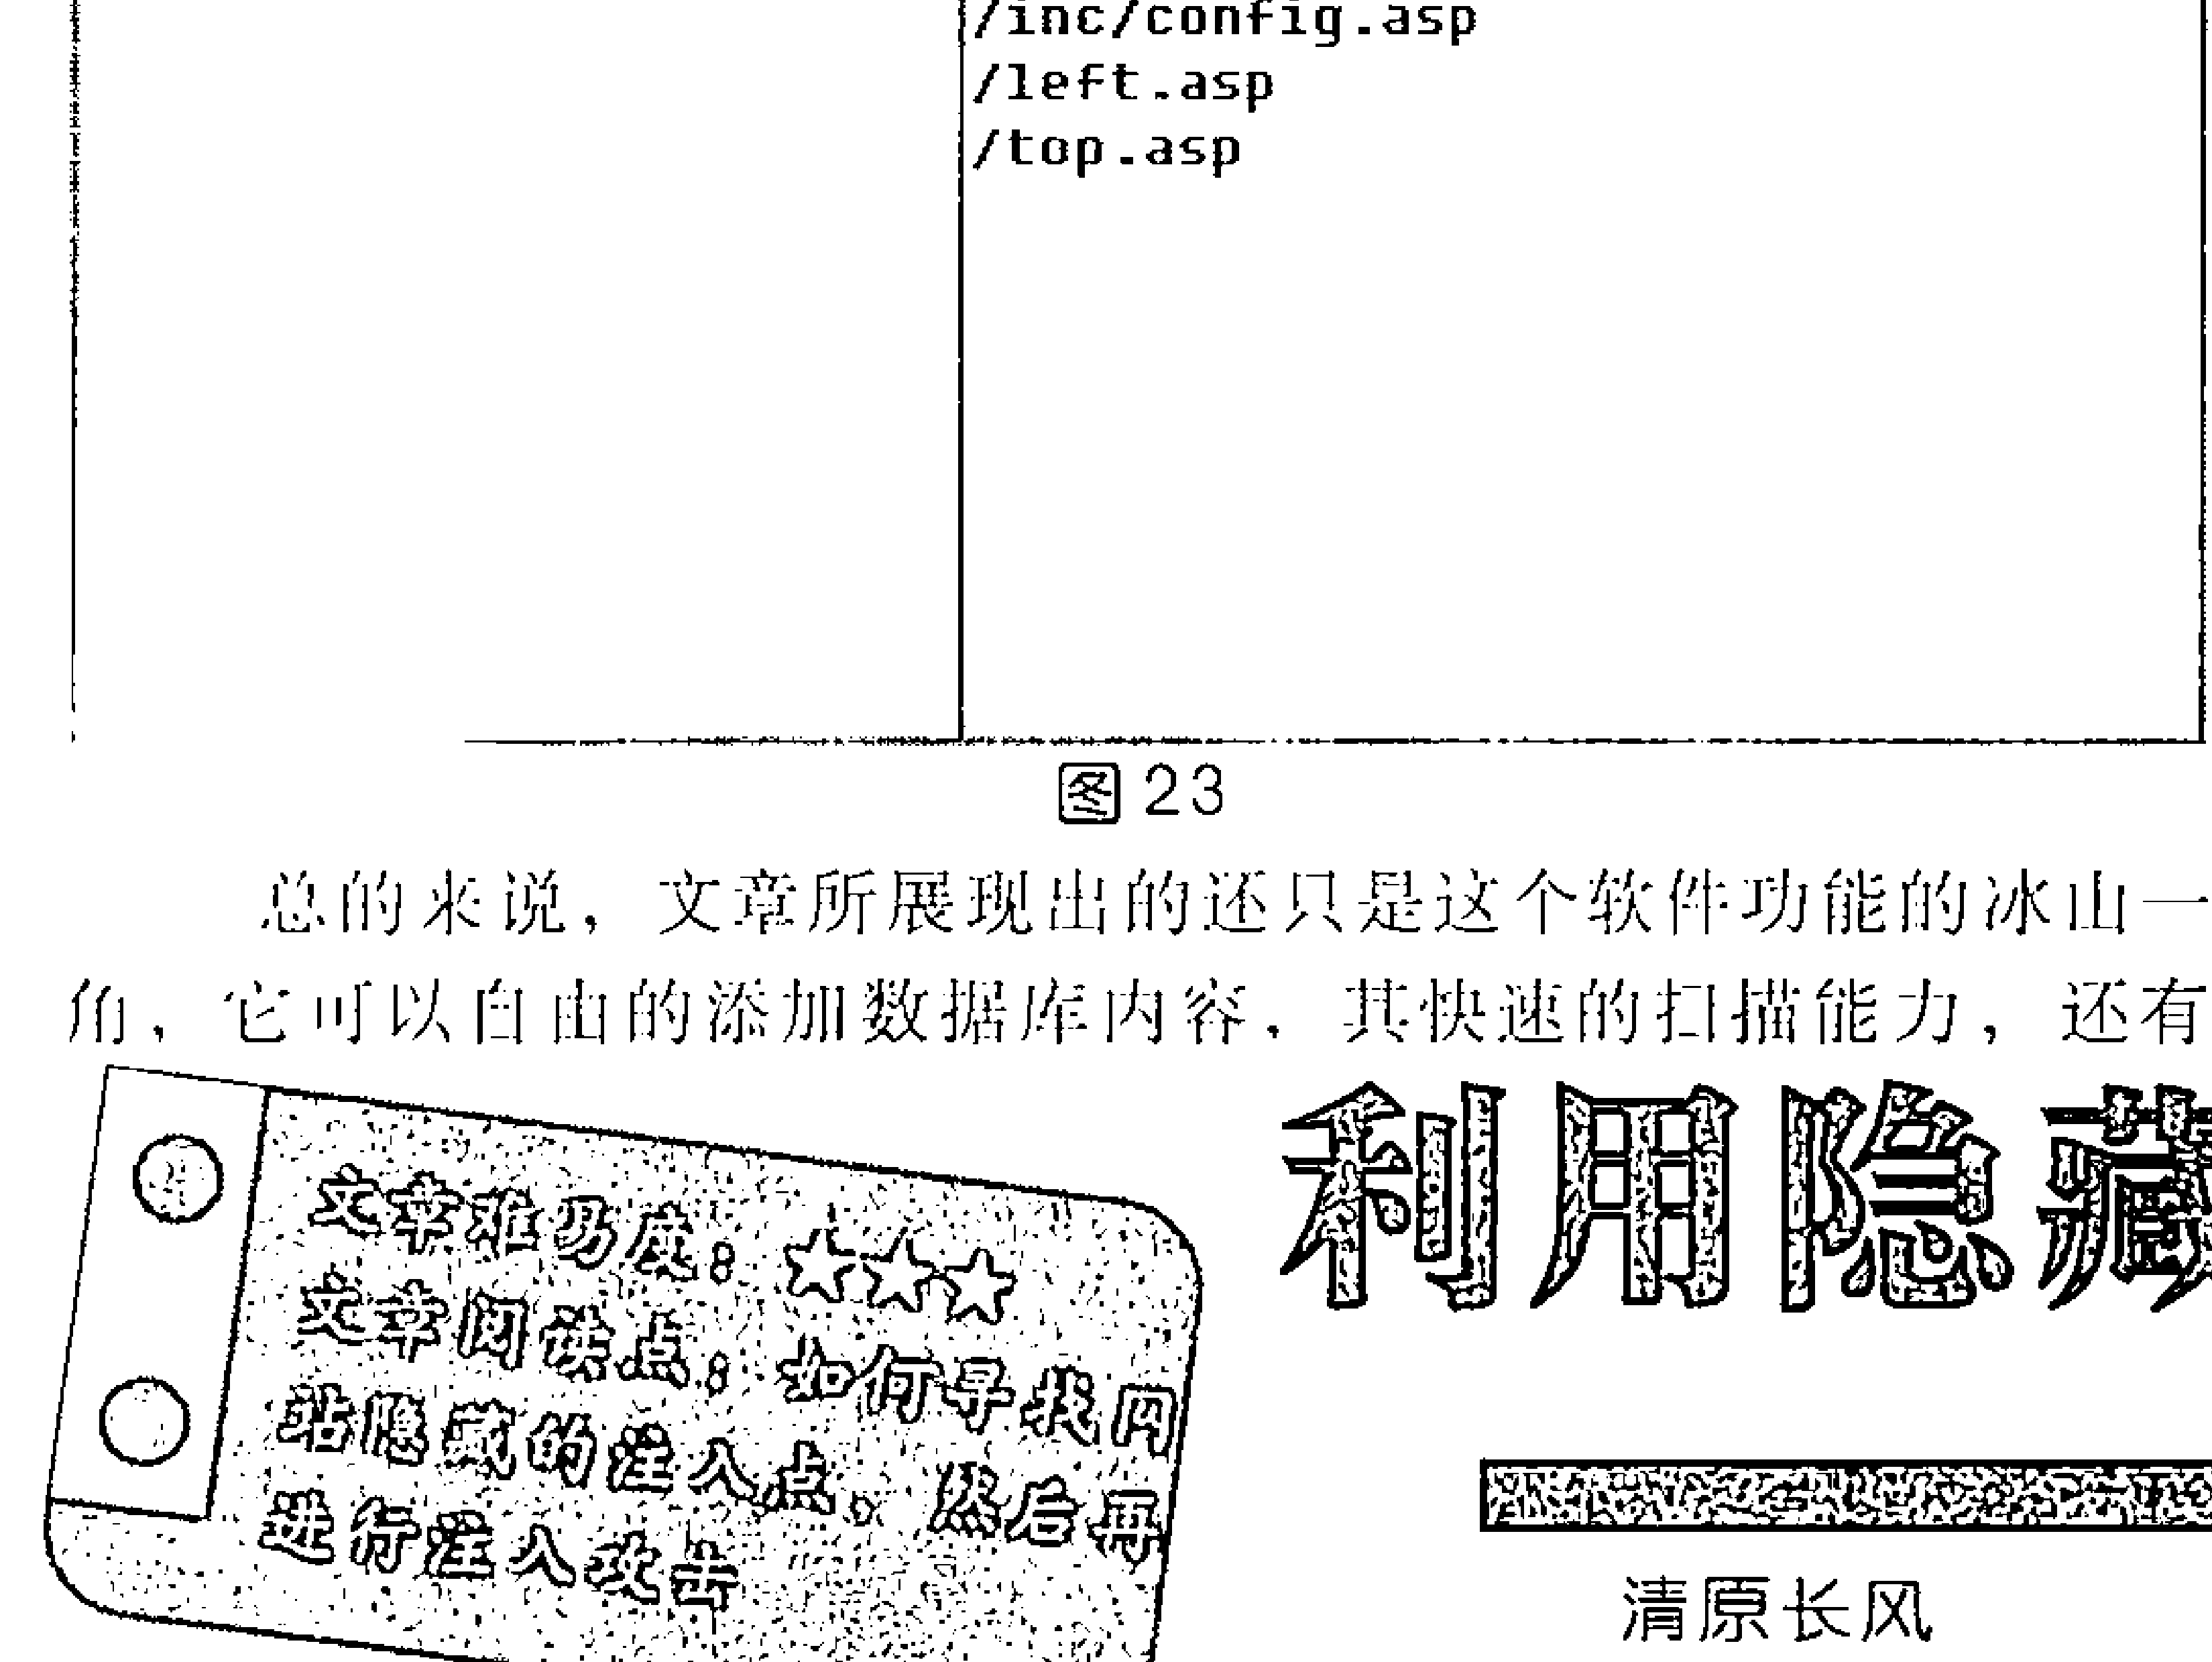 /inc/config.asp
/left.asp
/top.asp
图 23
总的来说，文章所展现出的还只是这个软件功能的冰山一
角，它可以自由的添加数据库内容，其快速的扫描能力，还有
利用隐藏
文章难易度：☆☆☆
文章阅读点：如何寻找网
站隐藏的注入点，然后再
进行注入攻击
清原长风